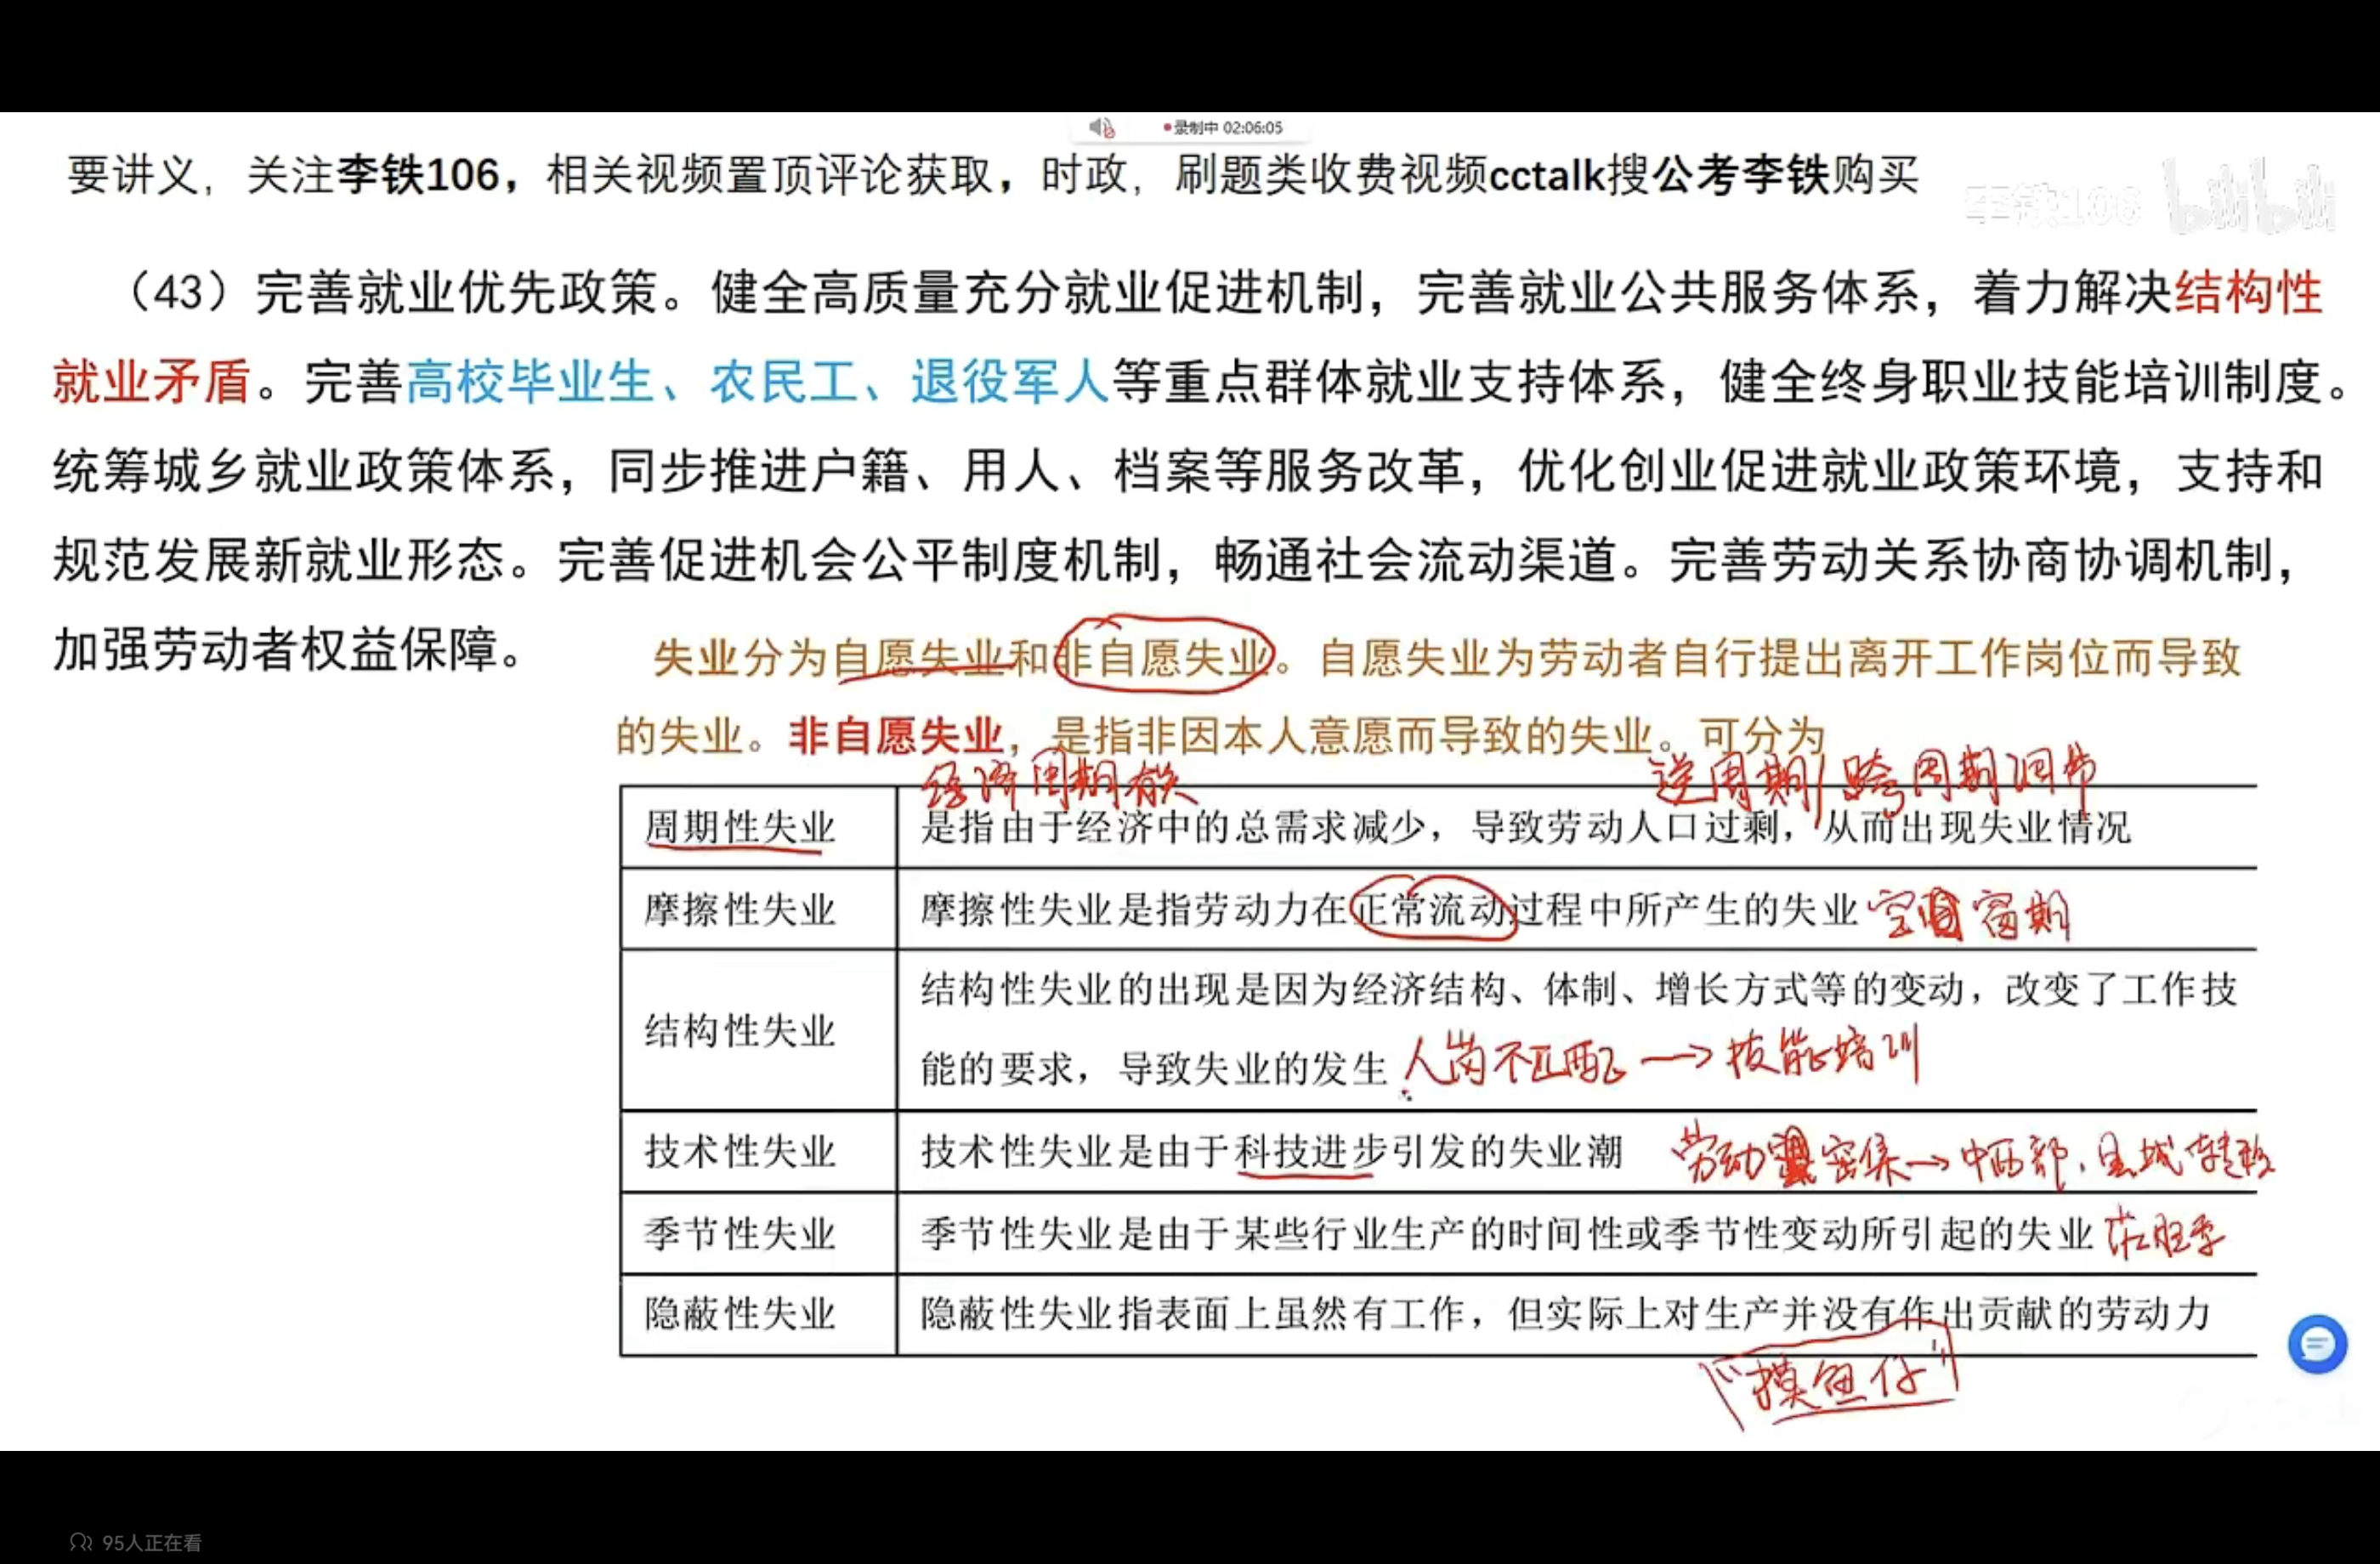 录制中 02:06:05
要讲义，关注李铁106，相关视频置顶评论获取，时政，刷题类收费视频cctalk搜公考李铁购买
李铁106 bilibili
（43）完善就业优先政策。健全高质量充分就业促进机制，完善就业公共服务体系，着力解决结构性
就业矛盾。完善高校毕业生、农民工、退役军人等重点群体就业支持体系，健全终身职业技能培训制度。
统筹城乡就业政策体系，同步推进户籍、用人、档案等服务改革，优化创业促进就业政策环境，支持和
规范发展新就业形态。完善促进机会公平制度机制，畅通社会流动渠道。完善劳动关系协商协调机制，
加强劳动者权益保障。
失业分为自愿失业和非自愿失业。自愿失业为劳动者自行提出离开工作岗位而导致
的失业。非自愿失业，是指非因本人意愿而导致的失业。可分为
经济周期有关
逆周期/跨周期调节
周期性失业 是指由于经济中的总需求减少，导致劳动人口过剩，从而出现失业情况
摩擦性失业 摩擦性失业是指劳动力在正常流动过程中所产生的失业 空窗期
结构性失业 结构性失业的出现是因为经济结构、体制、增长方式等的变动，改变了工作技
能的要求，导致失业的发生 人岗不匹配→技能培训
技术性失业 技术性失业是由于科技进步引发的失业潮 劳动密集→中西部、县城转移
季节性失业 季节性失业是由于某些行业生产的时间性或季节性变动所引起的失业 淡旺季
隐蔽性失业 隐蔽性失业指表面上虽然有工作，但实际上对生产并没有作出贡献的劳动力
"摸鱼仔"
95人正在看